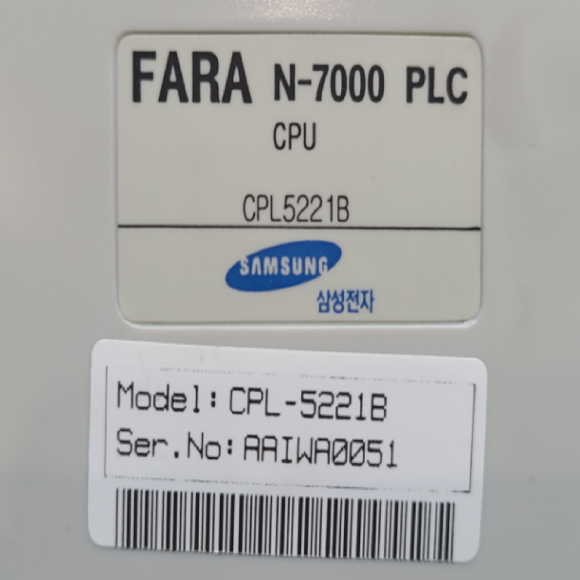 FARA N-7000 PLC
CPU
CPL5221B
SAMSUNG
삼성전자
Model: CPL-5221B
Ser.No: AAIWA0051